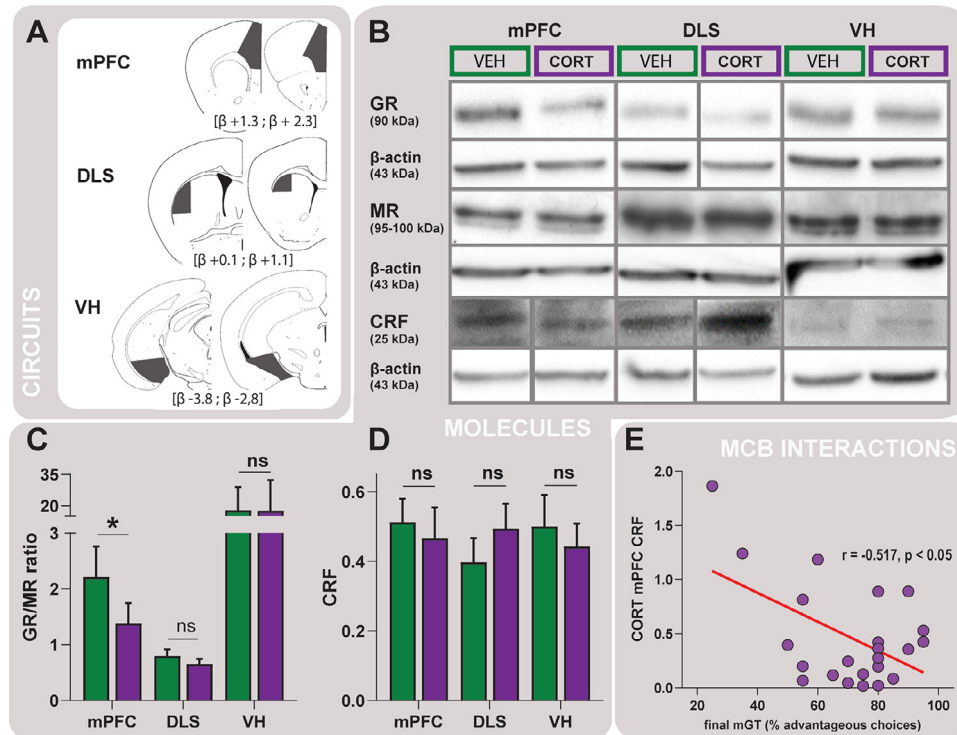 A
mPFC
[β +1.3 ; β + 2.3]
DLS
[β +0.1 ; β +1.1]
VH
[β -3.8 ; β -2,8]
CIRCUITS
B
mPFC DLS VH
VEH CORT VEH CORT VEH CORT
GR
(90 kDa)
β-actin
(43 kDa)
MR
(95-100 kDa)
β-actin
(43 kDa)
CRF
(25 kDa)
β-actin
(43 kDa)
MOLECULES
C
GR/MR ratio
35
20
3
2
1
0
*
ns
ns
mPFC DLS VH
D
CRF
0.6
0.4
0.2
0.0
ns ns ns
mPFC DLS VH
E
MCB INTERACTIONS
CORT mPFC CRF
2.0
1.5
1.0
0.5
0.0
r = -0.517, p < 0.05
20 40 60 80 100
final mGT (% advantageous choices)